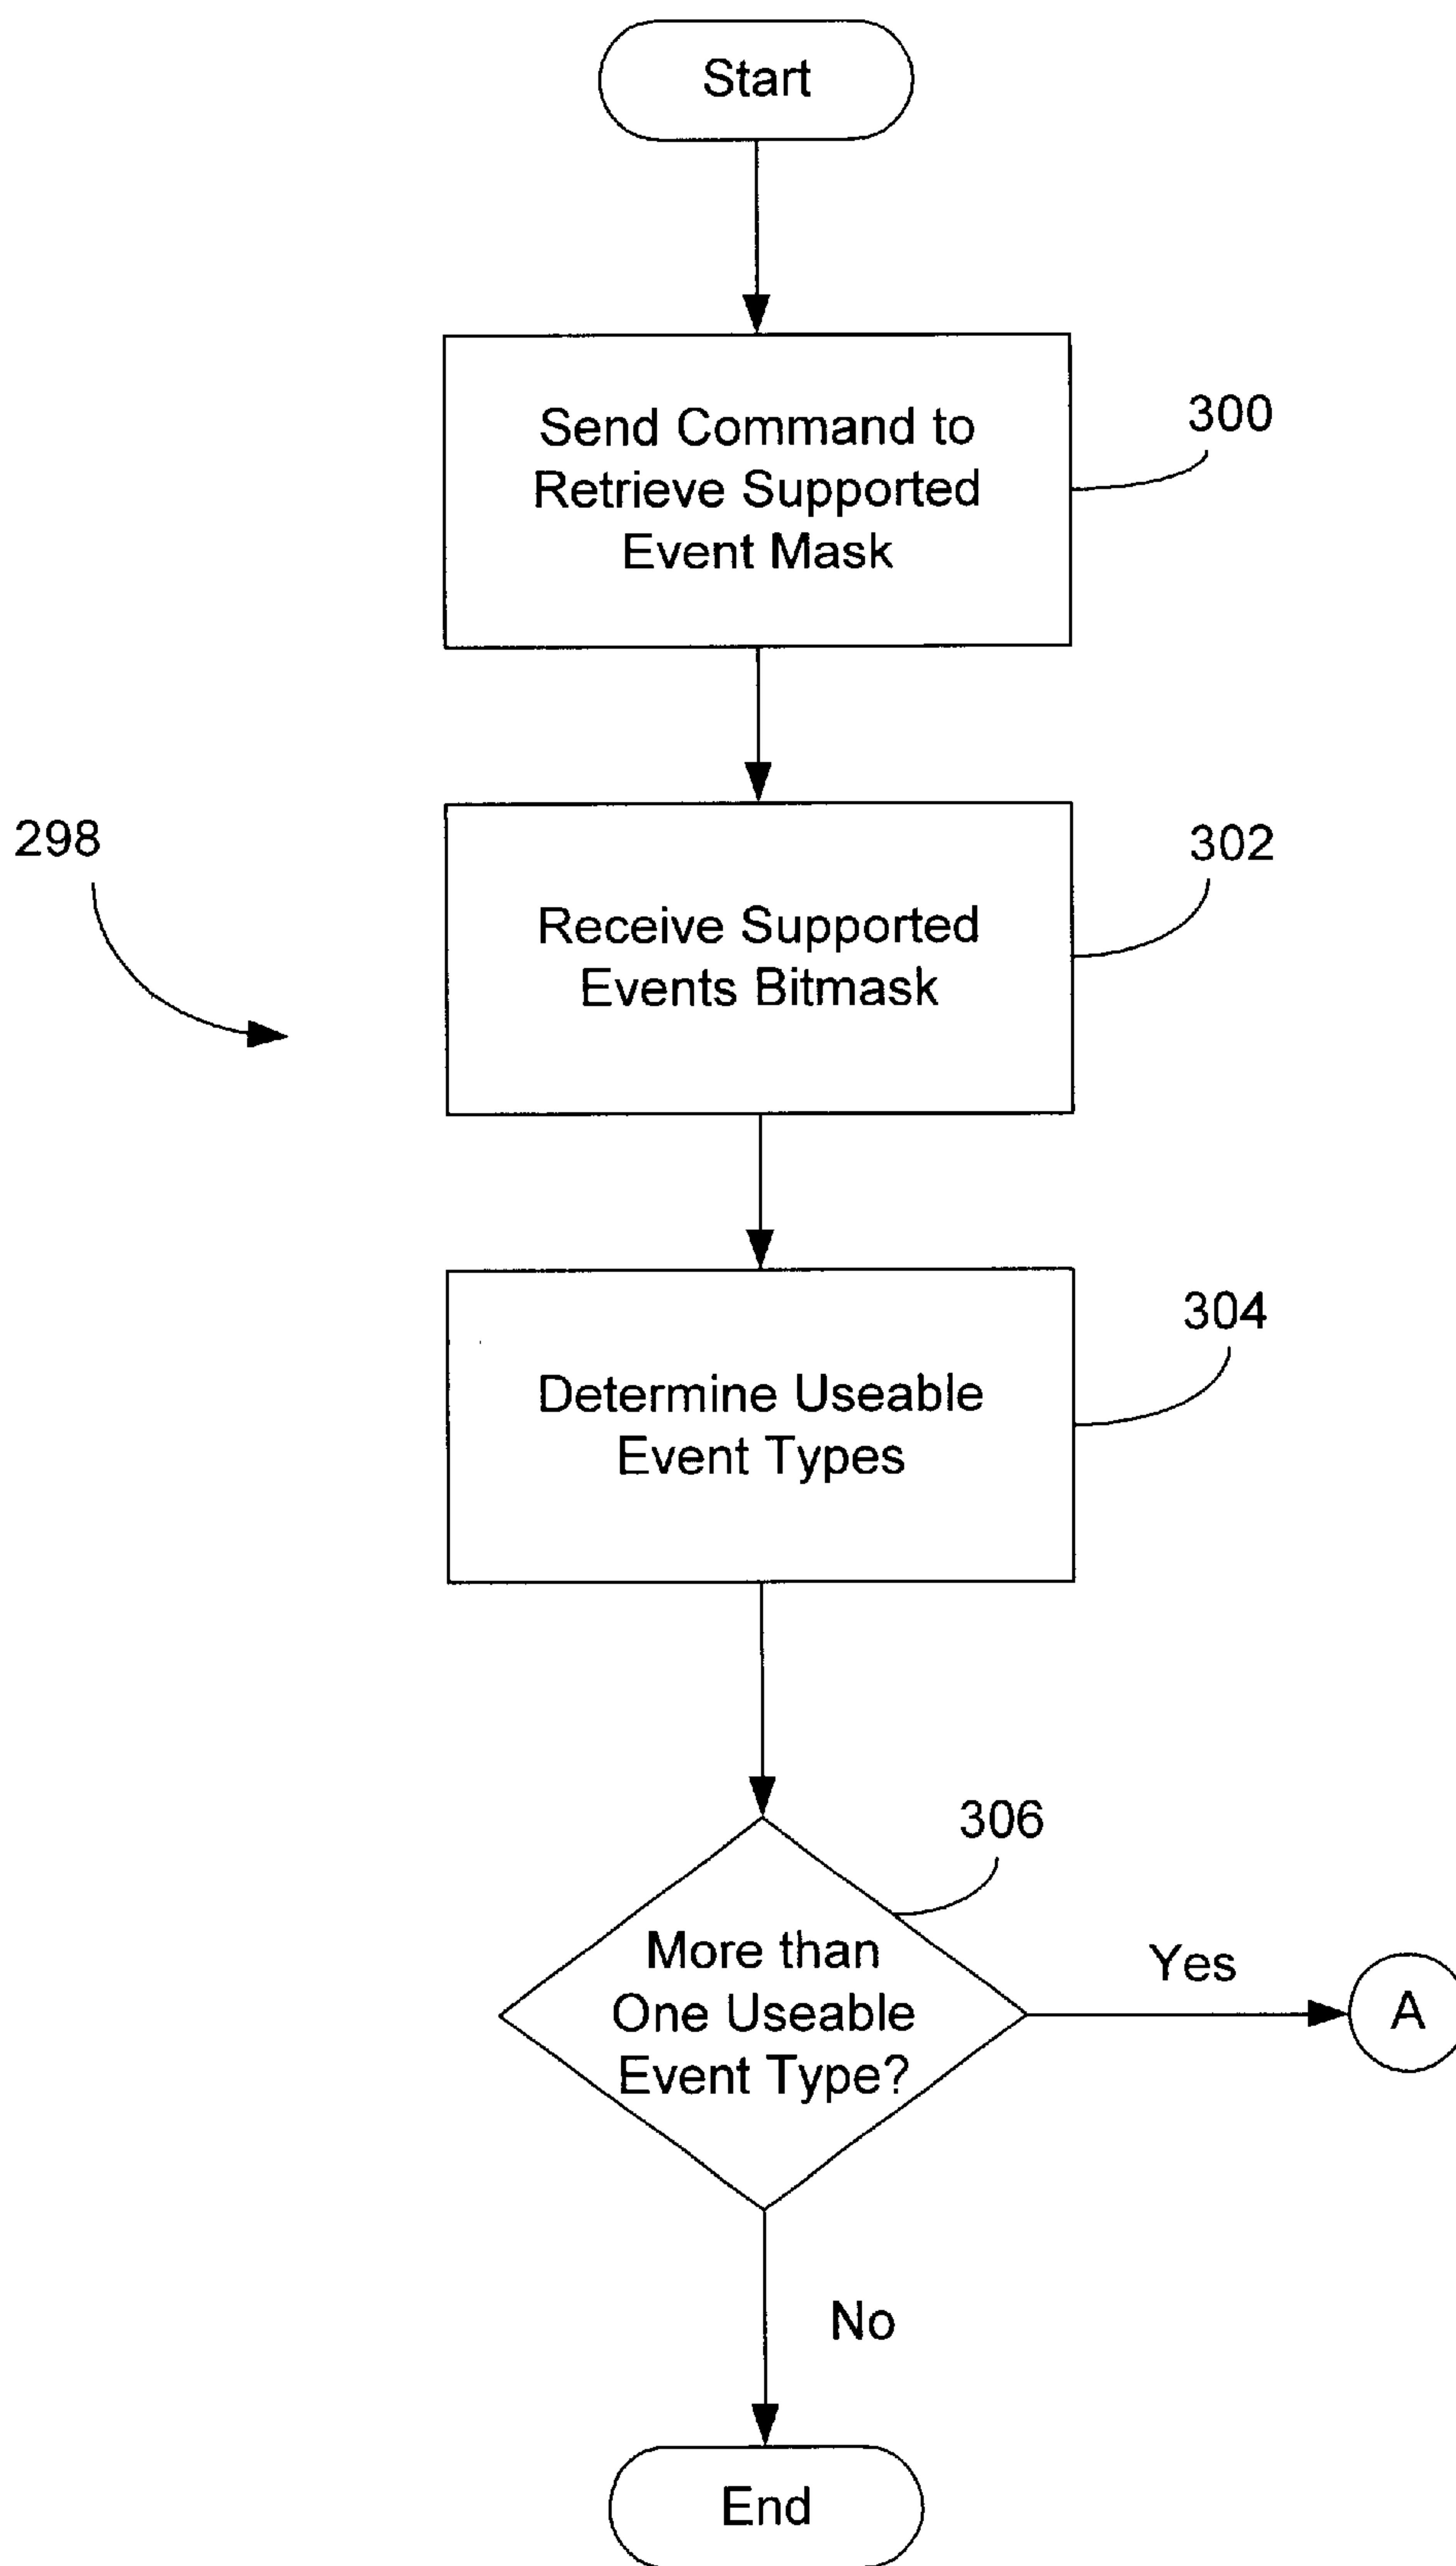 Start
Send Command to
Retrieve Supported
Event Mask
300
298
Receive Supported
Events Bitmask
302
Determine Useable
Event Types
304
306
More than
One Useable
Event Type?
Yes
A
No
End